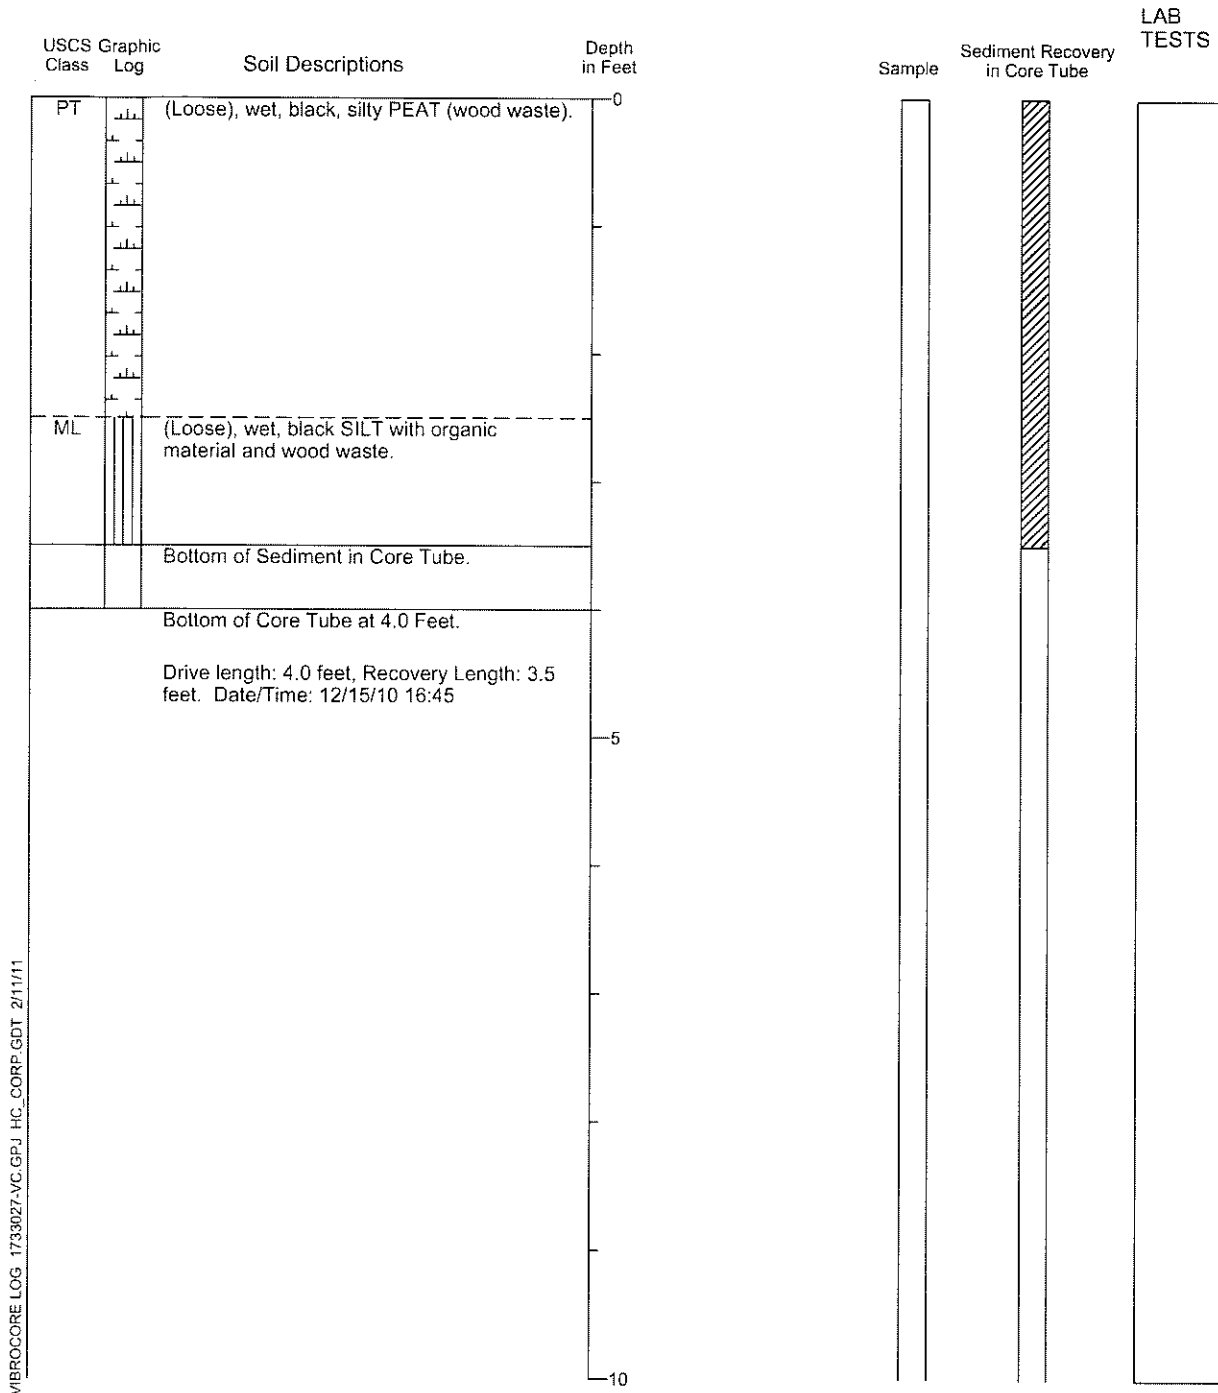 LAB
TESTS
USCS Graphic
Class Log
Soil Descriptions
Depth
in Feet
Sample
Sediment Recovery
in Core Tube
PT
(Loose), wet, black, silty PEAT (wood waste).
0
ML
(Loose), wet, black SILT with organic
material and wood waste.
Bottom of Sediment in Core Tube.
Bottom of Core Tube at 4.0 Feet.
Drive length: 4.0 feet, Recovery Length: 3.5
feet. Date/Time: 12/15/10 16:45
5
10
VIBROCORE LOG 1733027-VC.GPJ HC_CORP.GDT 2/11/11